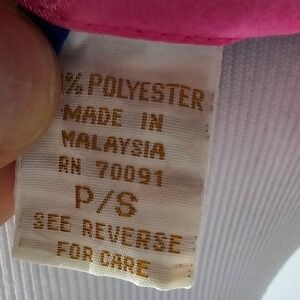 % POLYESTER
MADE IN
MALAYSIA
RN 70091
P/S
SEE REVERSE
FOR CARE